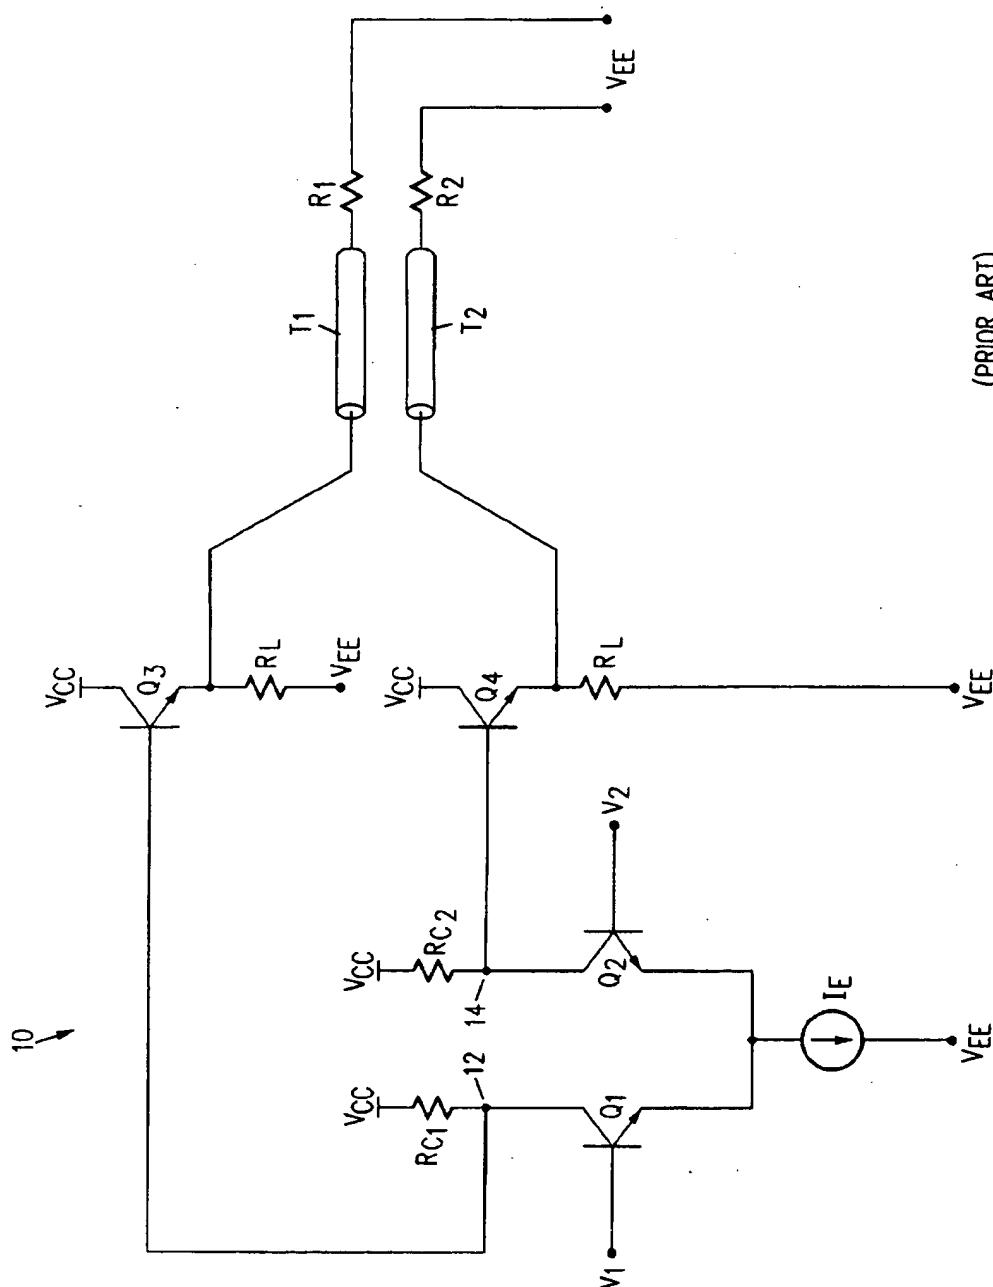 10
VCC
Q3
RL
VEE
T1
R1
VEE
T2
R2
VCC
Q4
RL
VEE
VCC
RC1
12
VCC
RC2
14
V1
Q1
Q2
V2
IE
VEE
(PRIOR ART)